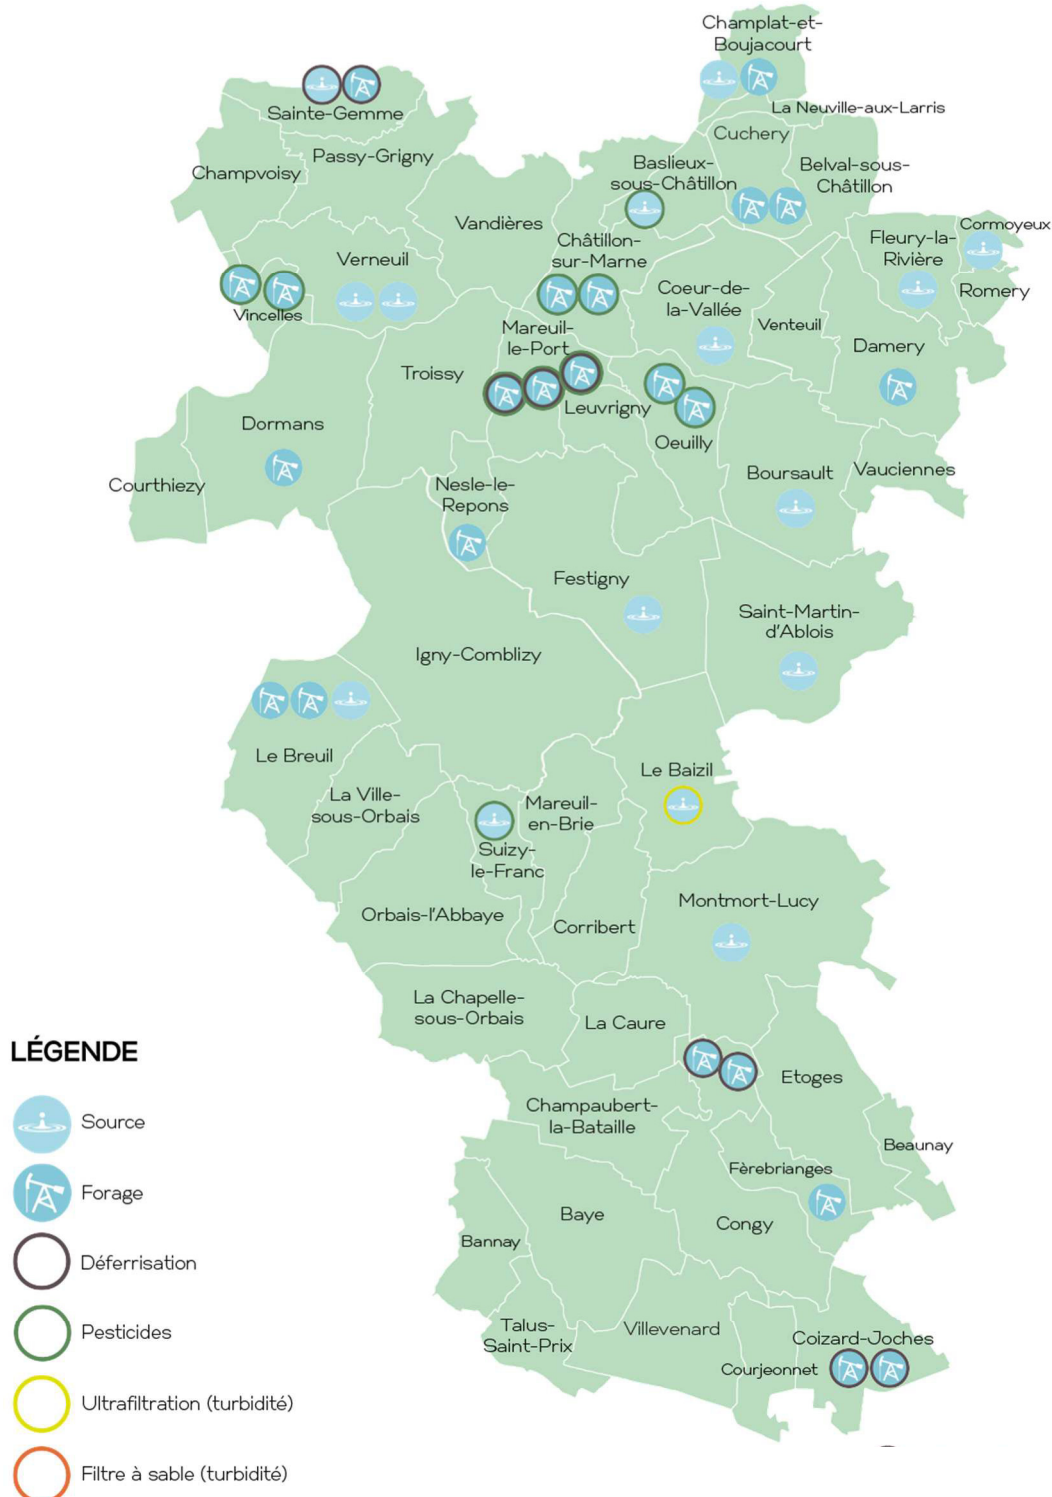 Champlat-et-
Boujacourt
Sainte-Gemme
La Neuville-aux-Larris
Cuchery
Passy-Grigny
Champvoisy
Baslieux-
sous-Châtillon
Belval-sous-
Châtillon
Vandières
Cormoyeux
Fleury-la-
Rivière
Châtillon-
sur-Marne
Verneuil
Coeur-de-
la-Vallée
Romery
Vincelles
Venteuil
Mareuil-
le-Port
Damery
Troissy
Leuvrigny
Dormans
Oeuilly
Courthiezy
Nesle-le-
Repons
Boursault
Vauciennes
Festigny
Saint-Martin-
d'Ablois
Igny-Comblizy
Le Breuil
Le Baizil
La Ville-
sous-Orbais
Mareuil-
en-Brie
Suizy-
le-Franc
Orbais-l'Abbaye
Corribert
Montmort-Lucy
La Chapelle-
sous-Orbais
La Caure
Etoges
Champaubert-
la-Bataille
Beaunay
Fèrebrianges
Baye
Congy
Bannay
Talus-
Saint-Prix
Villevenard
Coizard-Joches
Courjeonnet
LÉGENDE
Source
Forage
Déferrisation
Pesticides
Ultrafiltration (turbidité)
Filtre à sable (turbidité)